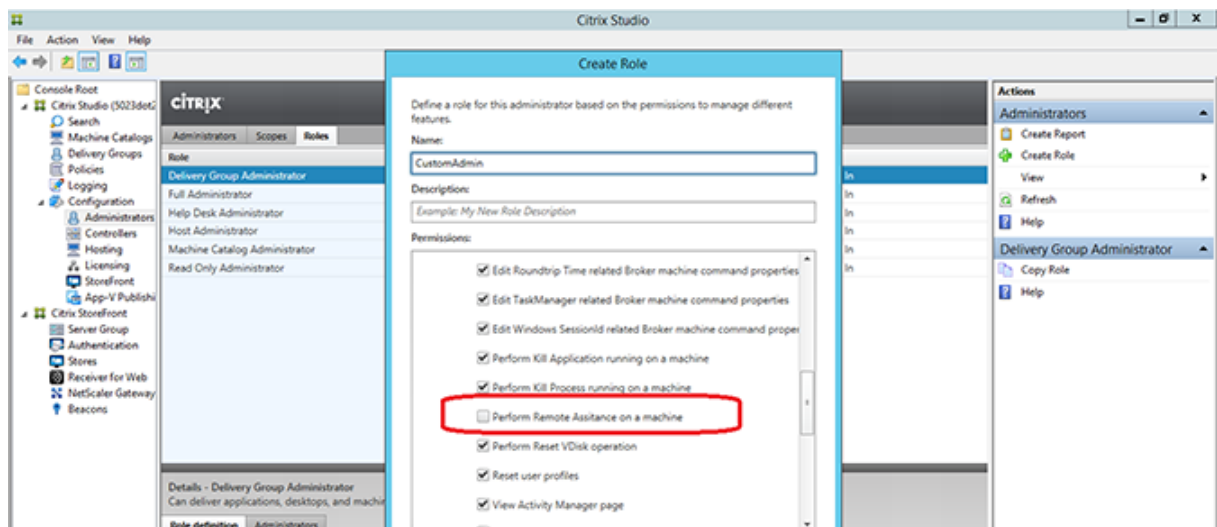 Citrix Studio
File Action View Help
Console Root
Citrix Studio (5023det2
Search
Machine Catalogs
Delivery Groups
Policies
Logging
Configuration
Administrators
Controllers
Hosting
Licensing
StoreFront
App-V Publishi
Citrix StoreFront
Server Group
Authentication
Stores
Receiver for Web
NetScaler Gateway
Beacons
CITRIX
Administrators Scopes Roles
Role
Delivery Group Administrator
Full Administrator
Help Desk Administrator
Host Administrator
Machine Catalog Administrator
Read Only Administrator
In
In
In
In
In
In
Details - Delivery Group Administrator
Can deliver applications, desktops, and machin
Role definition Administrators
Create Role
Define a role for this administrator based on the permissions to manage different
features.
Name:
CustomAdmin
Description:
Example: My New Role Description
Permissions:
Edit Roundtrip Time related Broker machine command properties
Edit TaskManager related Broker machine command properties
Edit Windows SessionId related Broker machine command proper
Perform Kill Application running on a machine
Perform Kill Process running on a machine
Perform Remote Assitance on a machine
Perform Reset VDisk operation
Reset user profiles
View Activity Manager page
Actions
Administrators
Create Report
Create Role
View
Refresh
Help
Delivery Group Administrator
Copy Role
Help